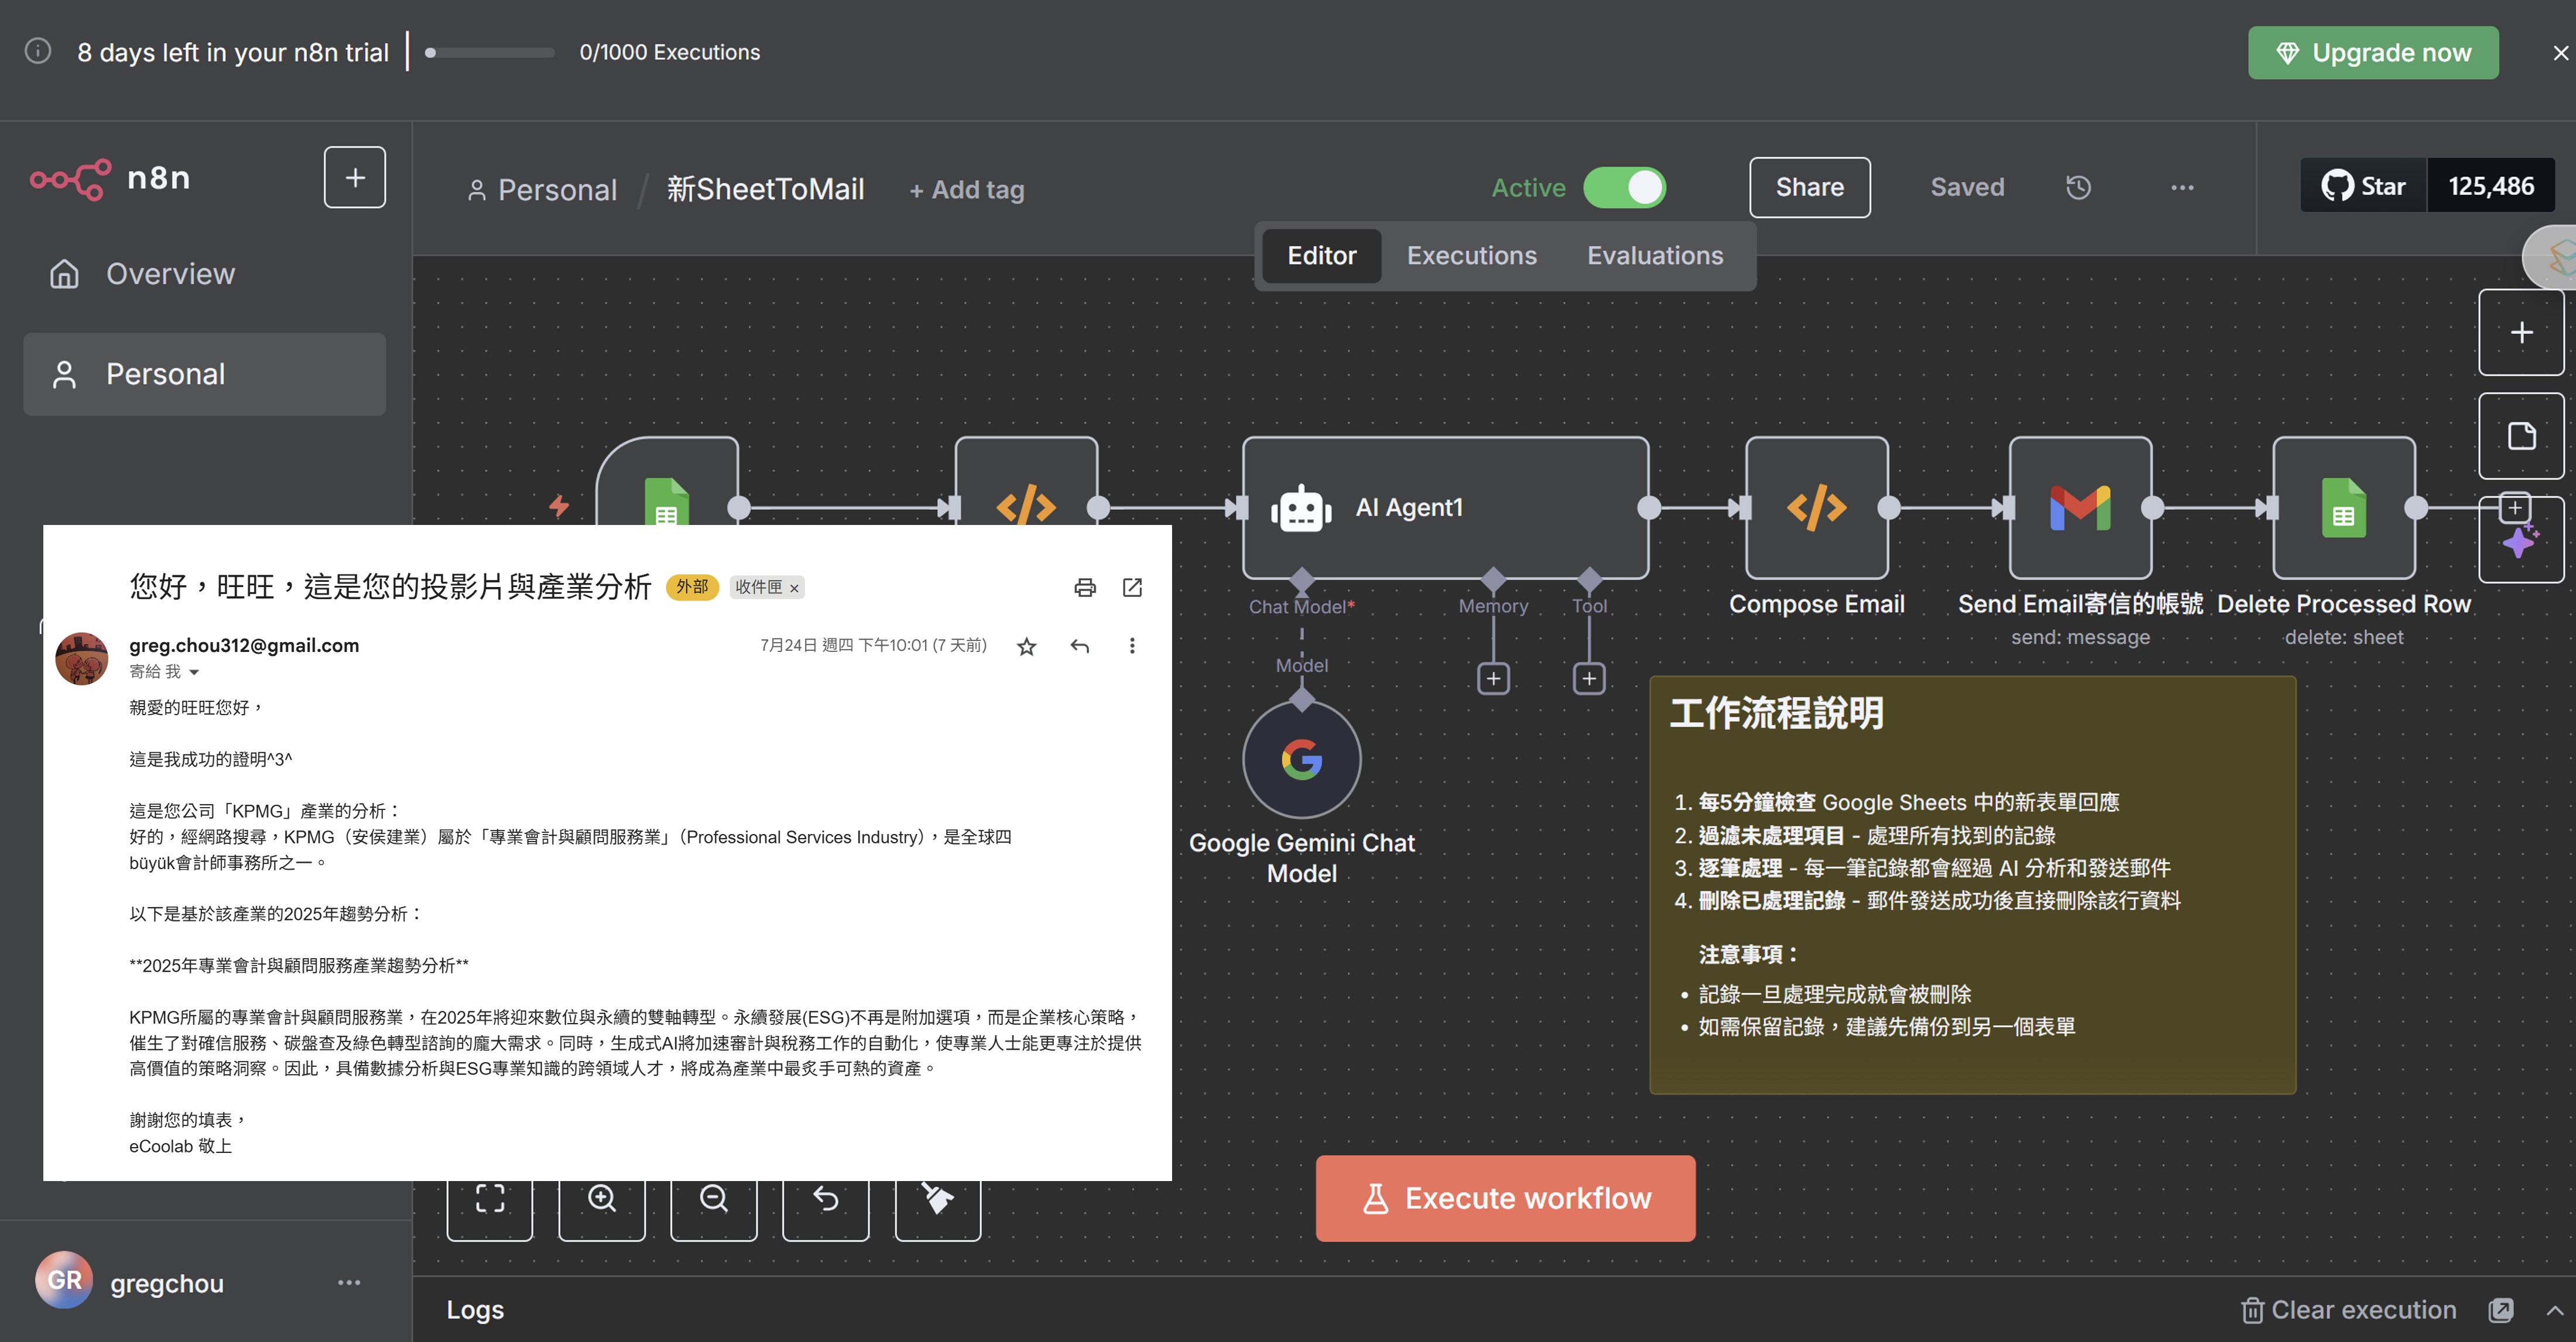 8 days left in your n8n trial
0/1000 Executions
Upgrade now
n8n
Overview
Personal
Personal / 新SheetToMail
+ Add tag
Active
Share
Saved
Star 125,486
Editor
Executions
Evaluations
AI Agent1
Chat Model*
Memory
Tool
Model
Google Gemini Chat
Model
Compose Email
Send Email寄信的帳號
send: message
Delete Processed Row
delete: sheet
工作流程說明
1. 每5分鐘檢查 Google Sheets 中的新表單回應
2. 過濾未處理項目 - 處理所有找到的記錄
3. 逐筆處理 - 每一筆記錄都會經過 AI 分析和發送郵件
4. 刪除已處理記錄 - 郵件發送成功後直接刪除該行資料
注意事項：
• 記錄一旦處理完成就會被刪除
• 如需保留記錄，建議先備份到另一個表單
您好，旺旺，這是您的投影片與產業分析 外部 收件匣
greg.chou312@gmail.com
7月24日 週四 下午10:01 (7 天前)
寄給 我
親愛的旺旺您好，
這是我成功的證明^3^
這是您公司「KPMG」產業的分析：
好的，經網路搜尋，KPMG（安侯建業）屬於「專業會計與顧問服務業」（Professional Services Industry），是全球四
büyük會計師事務所之一。
以下是基於該產業的2025年趨勢分析：
**2025年專業會計與顧問服務產業趨勢分析**
KPMG所屬的專業會計與顧問服務業，在2025年將迎來數位與永續的雙軸轉型。永續發展(ESG)不再是附加選項，而是企業核心策略，
催生了對確信服務、碳盤查及綠色轉型諮詢的龐大需求。同時，生成式AI將加速審計與稅務工作的自動化，使專業人士能更專注於提供
高價值的策略洞察。因此，具備數據分析與ESG專業知識的跨領域人才，將成為產業中最炙手可熱的資產。
謝謝您的填表，
eCoolab 敬上
Execute workflow
GR
gregchou
Logs
Clear execution